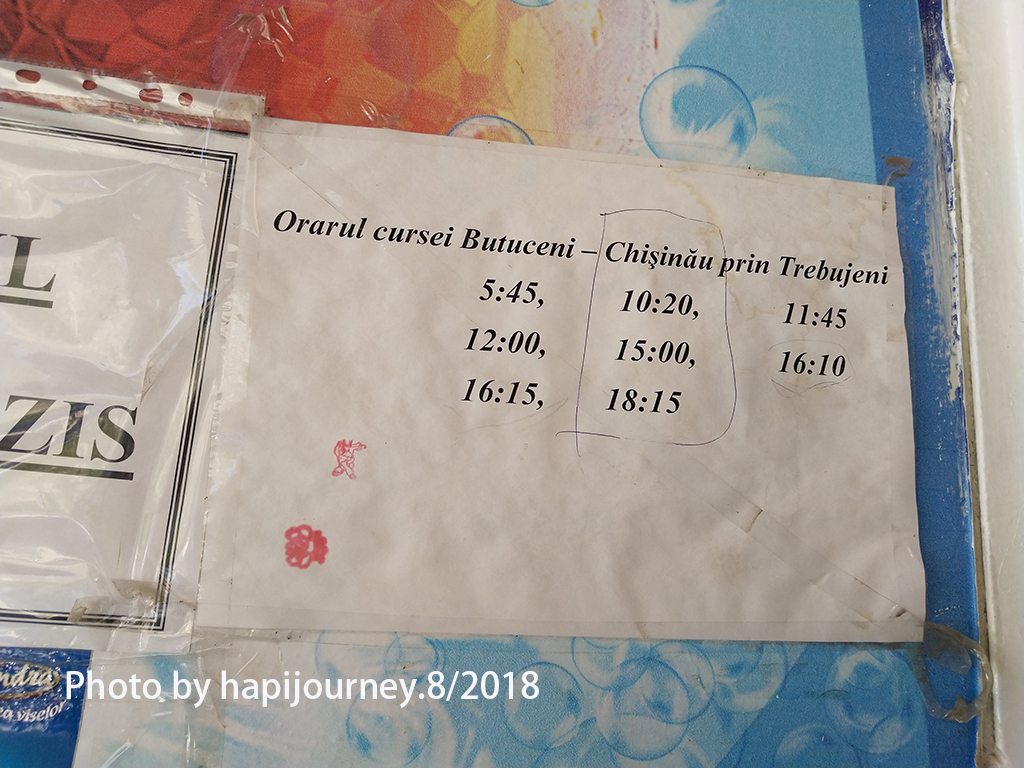 Orarul cursei Butuceni – Chişinău prin Trebujeni
5:45, 10:20, 11:45
12:00, 15:00, 16:10
16:15, 18:15
ZIS
Photo by hapijourney.8/2018